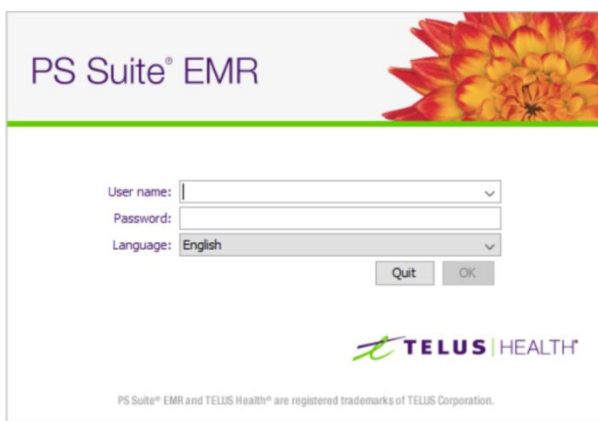 PS Suite® EMR
User name:
Password:
Language: English
Quit OK
TELUS HEALTH®
PS Suite® EMR and TELUS Health® are registered trademarks of TELUS Corporation.